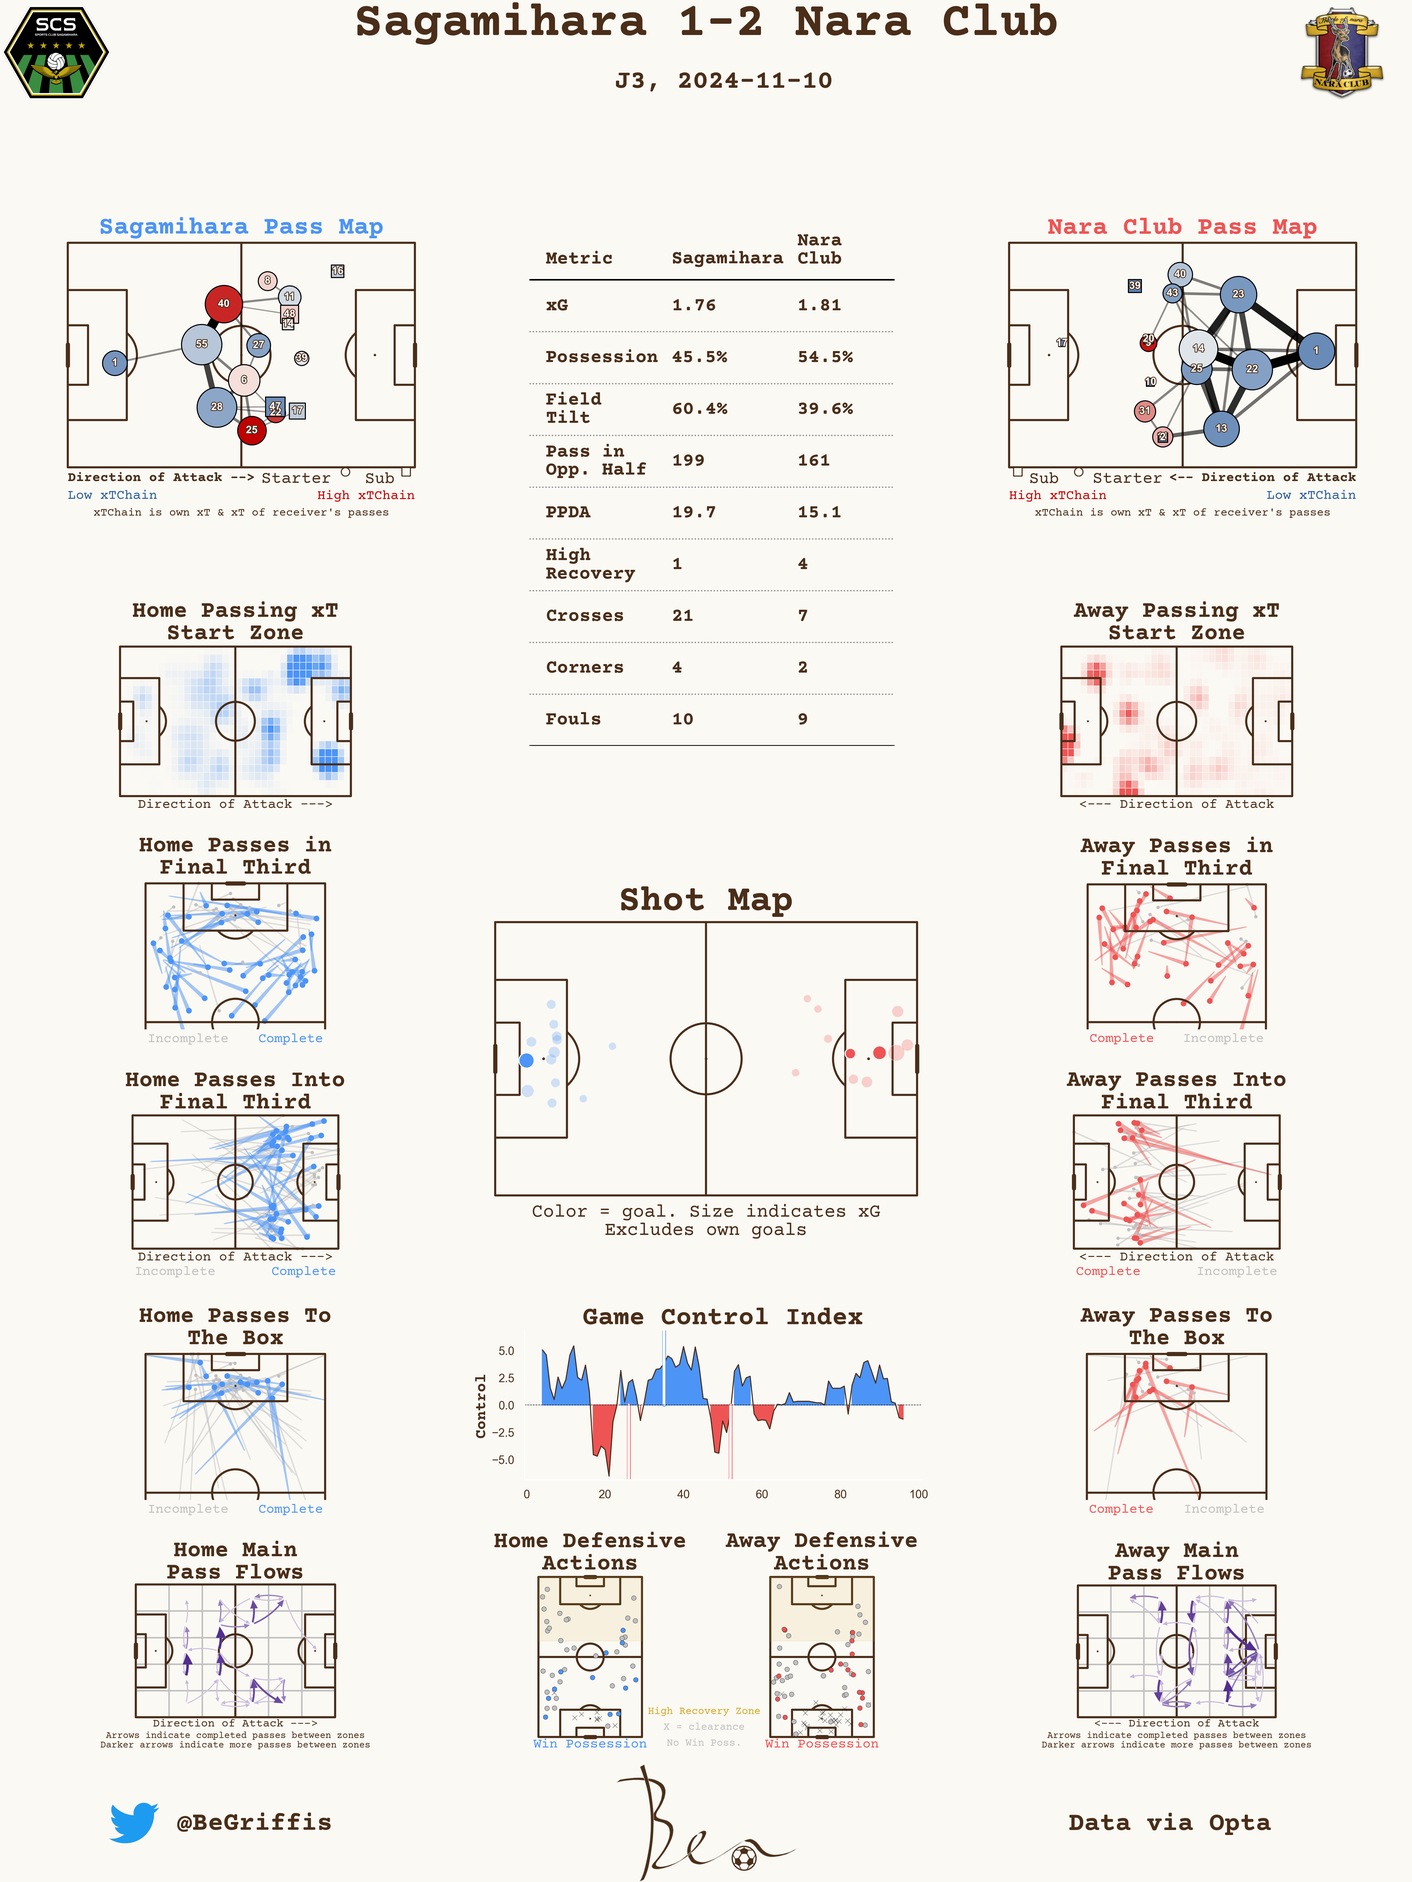 Sagamihara 1-2 Nara Club
J3, 2024-11-10
SCS
SPORTS CLUB SAGAMIHARA
NARA CLUB
Sagamihara Pass Map
1
40
55
28
6
27
25
8
11
48
14
16
39
47
22
17
Direction of Attack --> Starter Sub
Low xTChain High xTChain
xTChain is own xT & xT of receiver's passes
Metric Sagamihara Nara Club
xG 1.76 1.81
Possession 45.5% 54.5%
Field Tilt 60.4% 39.6%
Pass in Opp. Half 199 161
PPDA 19.7 15.1
High Recovery 1 4
Crosses 21 7
Corners 4 2
Fouls 10 9
Nara Club Pass Map
40
43
39
23
17
20
14
1
25
22
10
31
13
Sub Starter <-- Direction of Attack
High xTChain Low xTChain
xTChain is own xT & xT of receiver's passes
Home Passing xT
Start Zone
Direction of Attack --->
Away Passing xT
Start Zone
<--- Direction of Attack
Home Passes in
Final Third
Incomplete Complete
Away Passes in
Final Third
Complete Incomplete
Shot Map
Color = goal. Size indicates xG
Excludes own goals
Home Passes Into
Final Third
Direction of Attack --->
Incomplete Complete
Away Passes Into
Final Third
<--- Direction of Attack
Complete Incomplete
Home Passes To
The Box
Incomplete Complete
Game Control Index
Control
5.0
2.5
0.0
−2.5
−5.0
0 20 40 60 80 100
Away Passes To
The Box
Complete Incomplete
Home Main
Pass Flows
Direction of Attack --->
Arrows indicate completed passes between zones
Darker arrows indicate more passes between zones
Home Defensive
Actions
Win Possession
High Recovery Zone
X = clearance
No Win Poss.
Away Defensive
Actions
Win Possession
Away Main
Pass Flows
<--- Direction of Attack
Arrows indicate completed passes between zones
Darker arrows indicate more passes between zones
@BeGriffis
Ben
Data via Opta